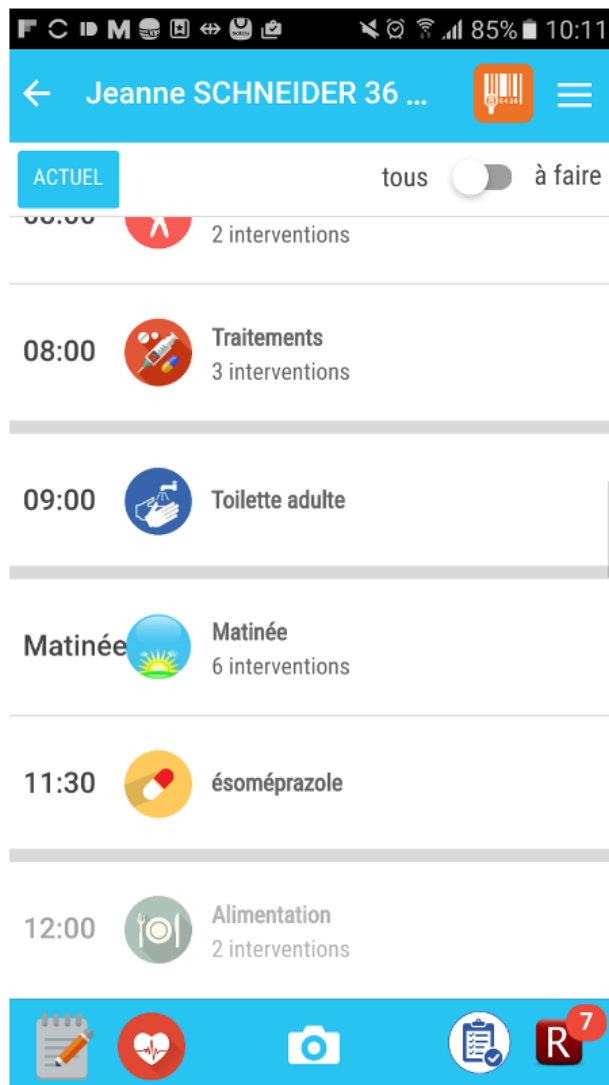 85% 10:11
Jeanne SCHNEIDER 36 ...
ACTUEL
tous
à faire
2 interventions
08:00
Traitements
3 interventions
09:00
Toilette adulte
Matinée
Matinée
6 interventions
11:30
ésoméprazole
12:00
Alimentation
2 interventions
R
7